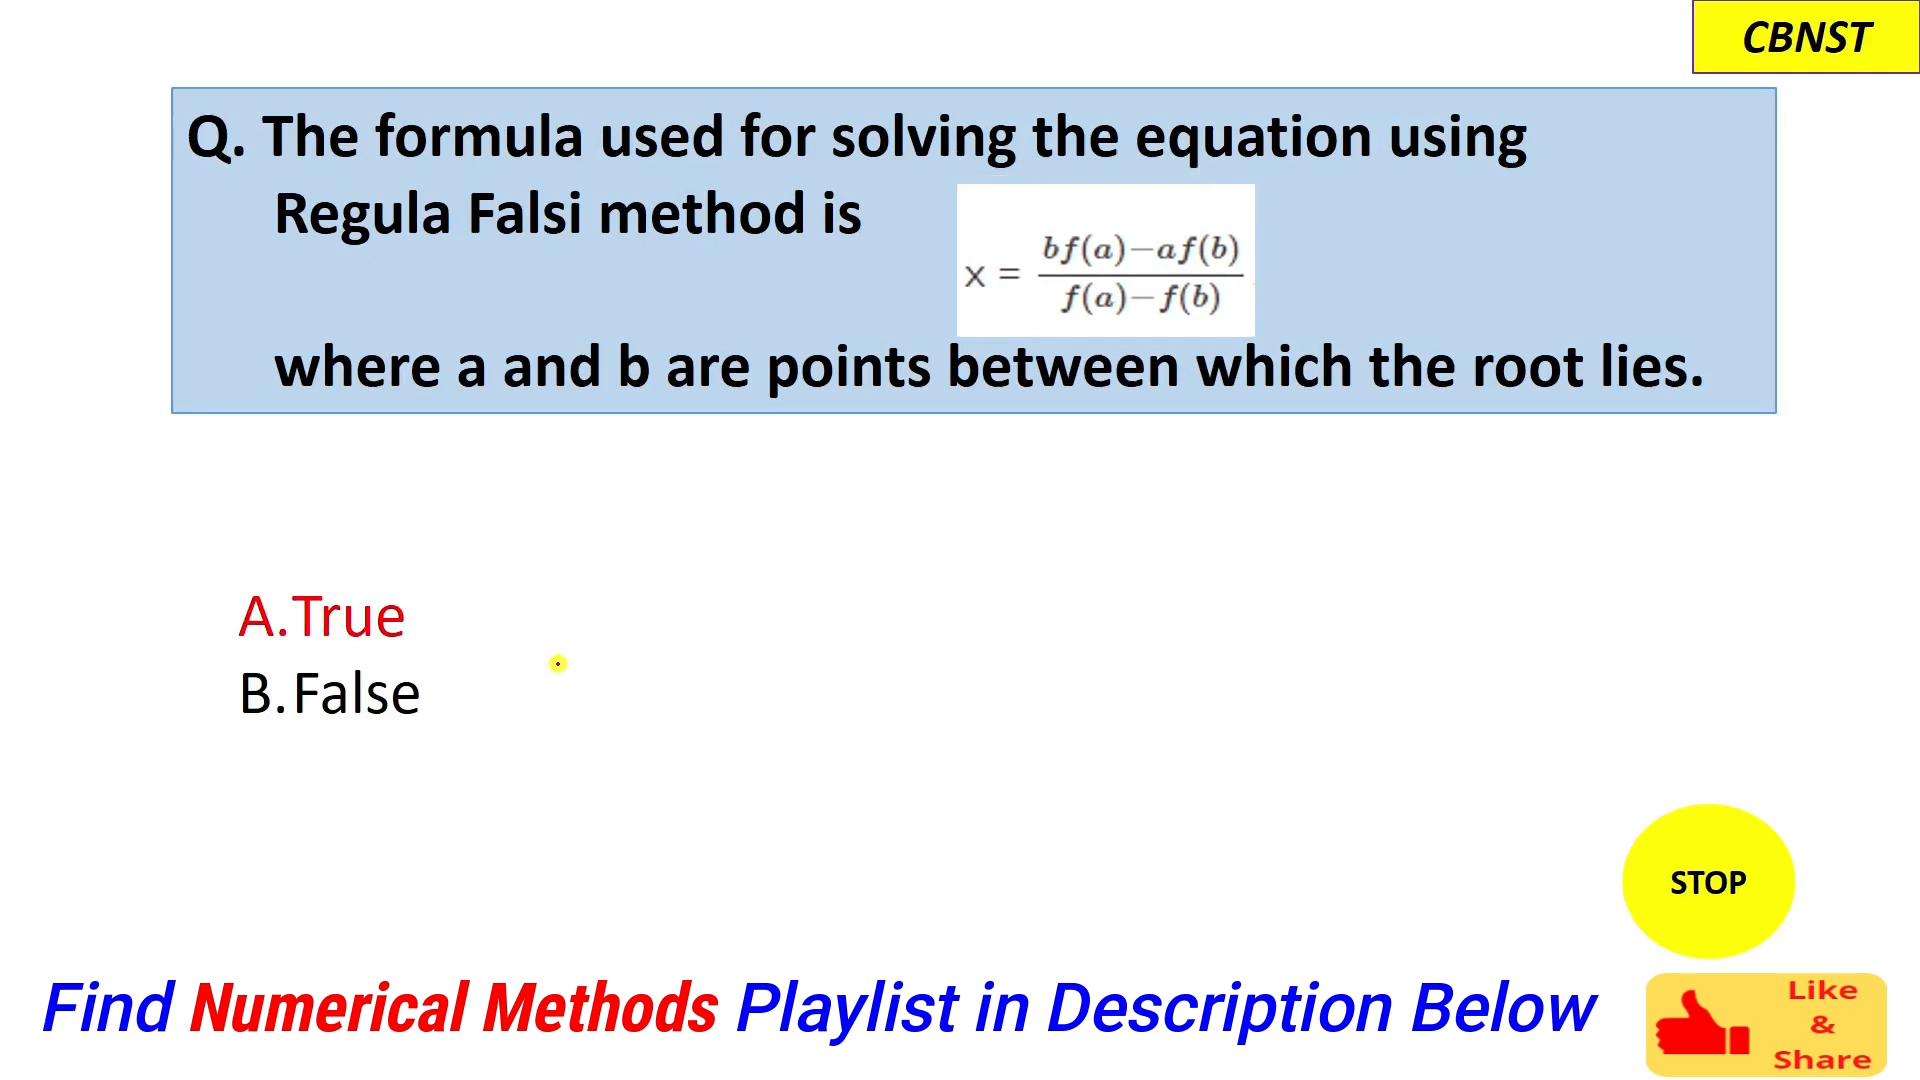 CBNST
Q. The formula used for solving the equation using
Regula Falsi method is
x = bf(a)−af(b) / f(a)−f(b)
where a and b are points between which the root lies.
A.True
B.False
STOP
Find Numerical Methods Playlist in Description Below
Like
&
Share